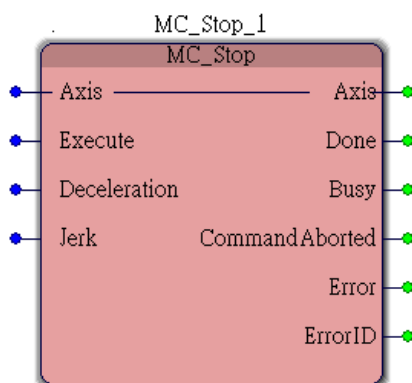 MC_Stop_1
MC_Stop
Axis Axis
Execute Done
Deceleration Busy
Jerk CommandAborted
Error
ErrorID